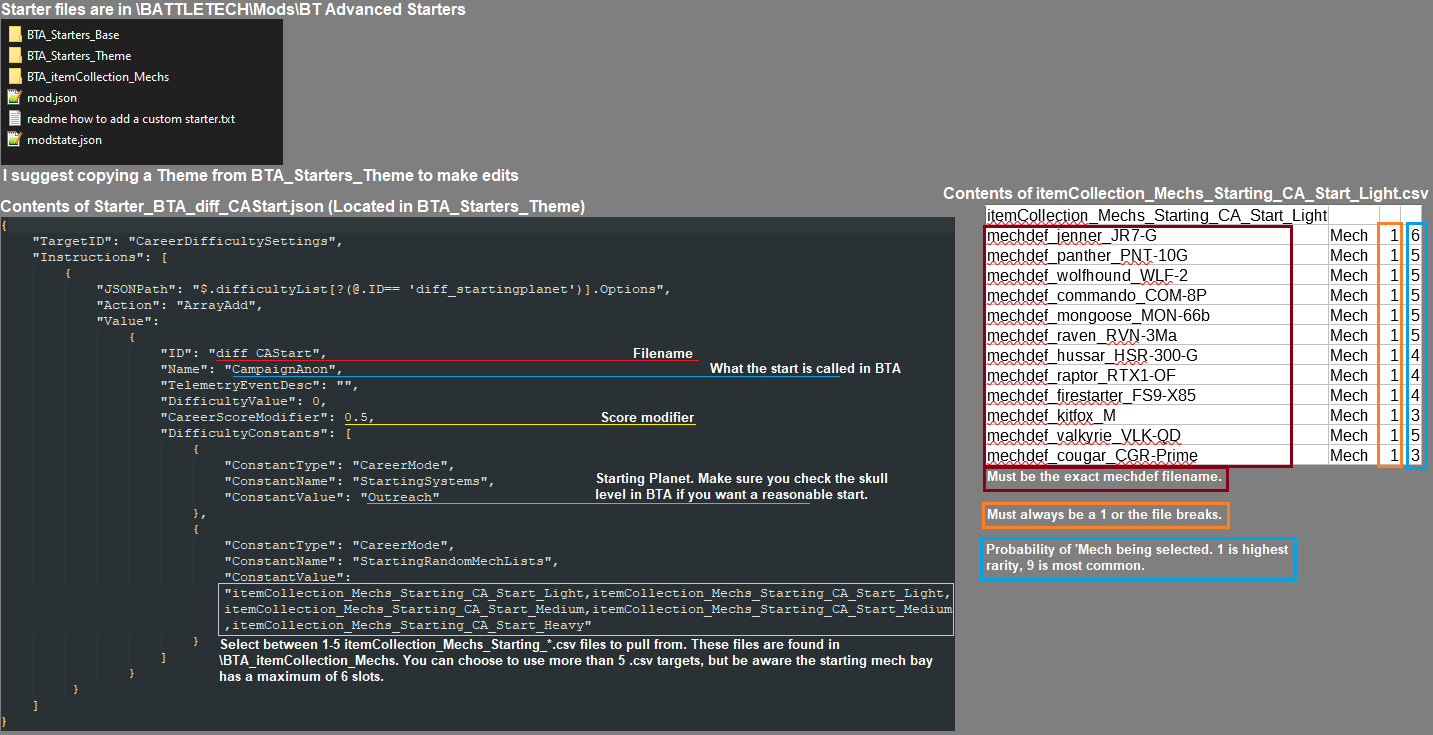 Starter files are in \BATTLETECH\Mods\BT Advanced Starters
BTA_Starters_Base
BTA_Starters_Theme
BTA_itemCollection_Mechs
mod.json
readme how to add a custom starter.txt
modstate.json
I suggest copying a Theme from BTA_Starters_Theme to make edits
Contents of Starter_BTA_diff_CAStart.json (Located in BTA_Starters_Theme)
{
"TargetID": "CareerDifficultySettings",
"Instructions": [
{
"JSONPath": "$.difficultyList[?(@.ID== 'diff_startingplanet')].Options",
"Action": "ArrayAdd",
"Value":
{
"ID": "diff_CAStart", Filename
"Name": "CampaignAnon", What the start is called in BTA
"TelemetryEventDesc": "",
"DifficultyValue": 0,
"CareerScoreModifier": 0.5, Score modifier
"DifficultyConstants": [
{
"ConstantType": "CareerMode",
"ConstantName": "StartingSystems",
"ConstantValue": "Outreach"
Starting Planet. Make sure you check the skull
level in BTA if you want a reasonable start.
},
{
"ConstantType": "CareerMode",
"ConstantName": "StartingRandomMechLists",
"ConstantValue":
"itemCollection_Mechs_Starting_CA_Start_Light,itemCollection_Mechs_Starting_CA_Start_Light,
itemCollection_Mechs_Starting_CA_Start_Medium,itemCollection_Mechs_Starting_CA_Start_Medium
,itemCollection_Mechs_Starting_CA_Start_Heavy"
}
Select between 1-5 itemCollection_Mechs_Starting_*.csv files to pull from. These files are found in
\BTA_itemCollection_Mechs. You can choose to use more than 5 .csv targets, but be aware the starting mech bay
has a maximum of 6 slots.
]
}
}
]
}
Contents of itemCollection_Mechs_Starting_CA_Start_Light.csv
itemCollection_Mechs_Starting_CA_Start_Light
mechdef_jenner_JR7-G Mech 1 6
mechdef_panther_PNT-10G Mech 1 5
mechdef_wolfhound_WLF-2 Mech 1 5
mechdef_commando_COM-8P Mech 1 5
mechdef_mongoose_MON-66b Mech 1 5
mechdef_raven_RVN-3Ma Mech 1 5
mechdef_hussar_HSR-300-G Mech 1 4
mechdef_raptor_RTX1-OF Mech 1 4
mechdef_firestarter_FS9-X85 Mech 1 4
mechdef_kitfox_M Mech 1 3
mechdef_valkyrie_VLK-QD Mech 1 5
mechdef_cougar_CGR-Prime Mech 1 3
Must be the exact mechdef filename.
Must always be a 1 or the file breaks.
Probability of 'Mech being selected. 1 is highest
rarity, 9 is most common.